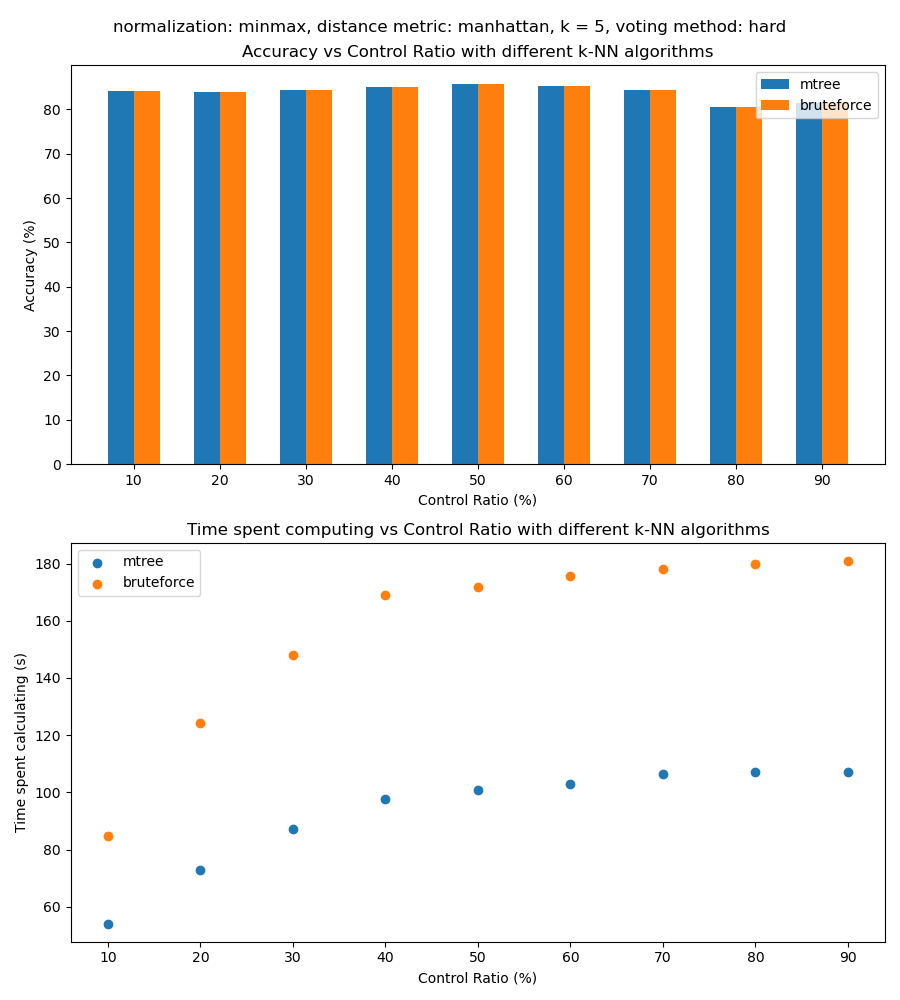 normalization: minmax, distance metric: manhattan, k = 5, voting method: hard
Accuracy vs Control Ratio with different k-NN algorithms
mtree
bruteforce
80
70
60
50
40
30
20
10
0
Accuracy (%)
10 20 30 40 50 60 70 80 90
Control Ratio (%)
Time spent computing vs Control Ratio with different k-NN algorithms
mtree
bruteforce
180
160
140
120
100
80
60
Time spent calculating (s)
10 20 30 40 50 60 70 80 90
Control Ratio (%)